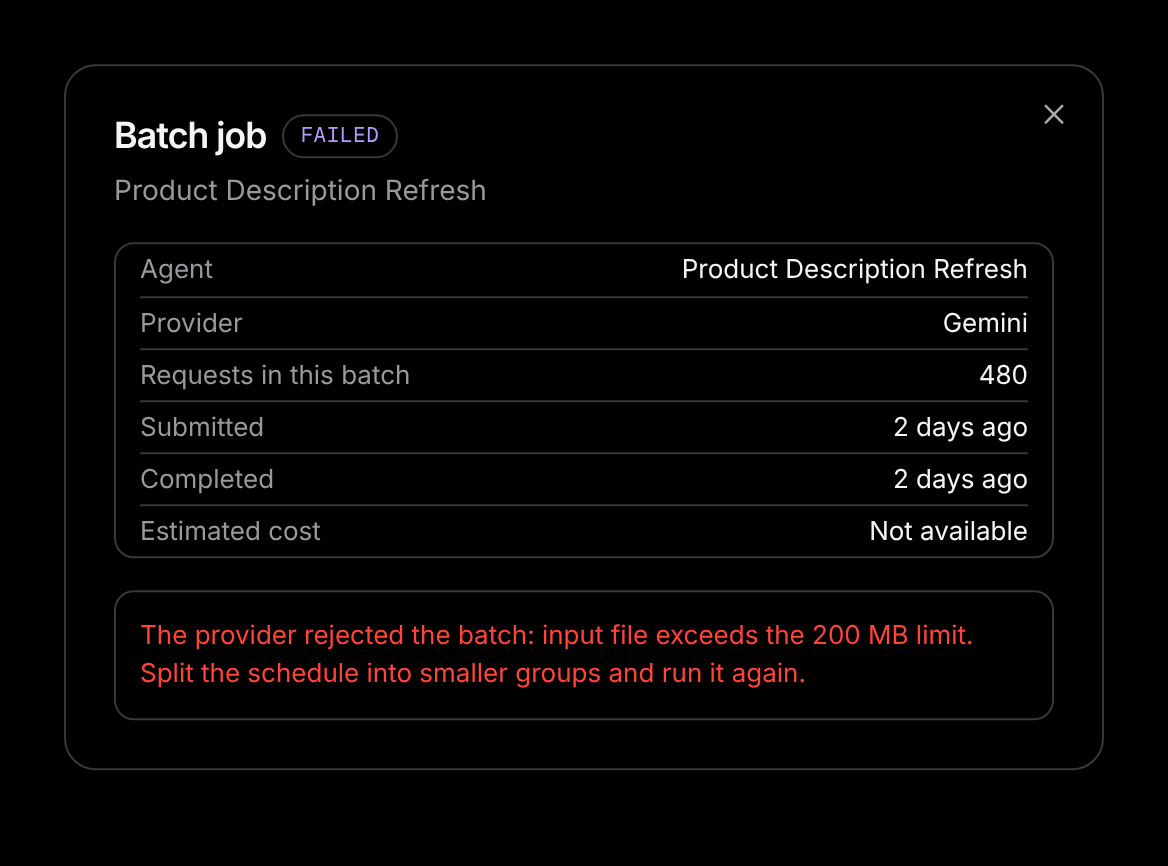 Batch job FAILED
Product Description Refresh
Agent Product Description Refresh
Provider Gemini
Requests in this batch 480
Submitted 2 days ago
Completed 2 days ago
Estimated cost Not available
The provider rejected the batch: input file exceeds the 200 MB limit.
Split the schedule into smaller groups and run it again.